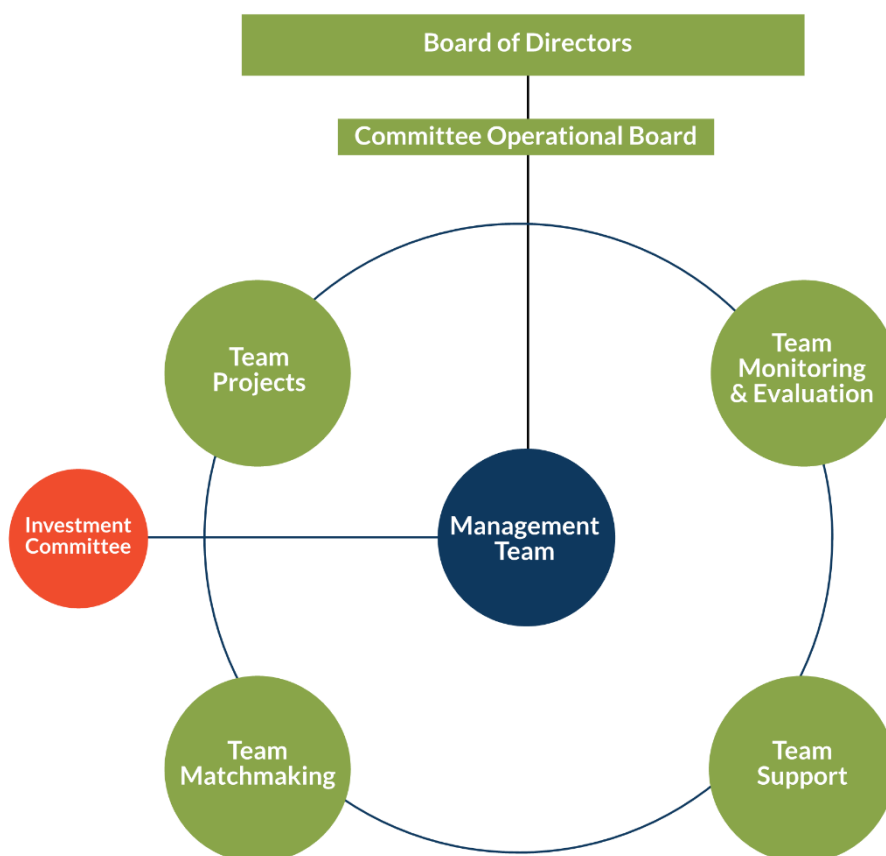 Board of Directors
Committee Operational Board
Team
Projects
Team
Monitoring
& Evaluation
Investment
Committee
Management
Team
Team
Matchmaking
Team
Support